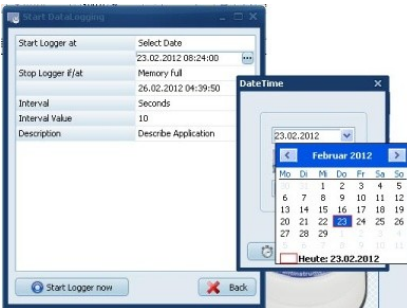 Start DataLogging
Start Logger at Select Date
23.02.2012 08:24:00 ...
Stop Logger if/at Memory full
26.02.2012 04:39:50
Interval Seconds
Interval Value 10
Description Describe Application
Start Logger now Back
DateTime
23.02.2012
Februar 2012
Mo Di Mi Do Fr Sa So
30 31 1 2 3 4 5
6 7 8 9 10 11 12
13 14 15 16 17 18 19
20 21 22 23 24 25 26
27 28 29 1 2 3 4
5 6 7 8 9 10 11
Heute: 23.02.2012